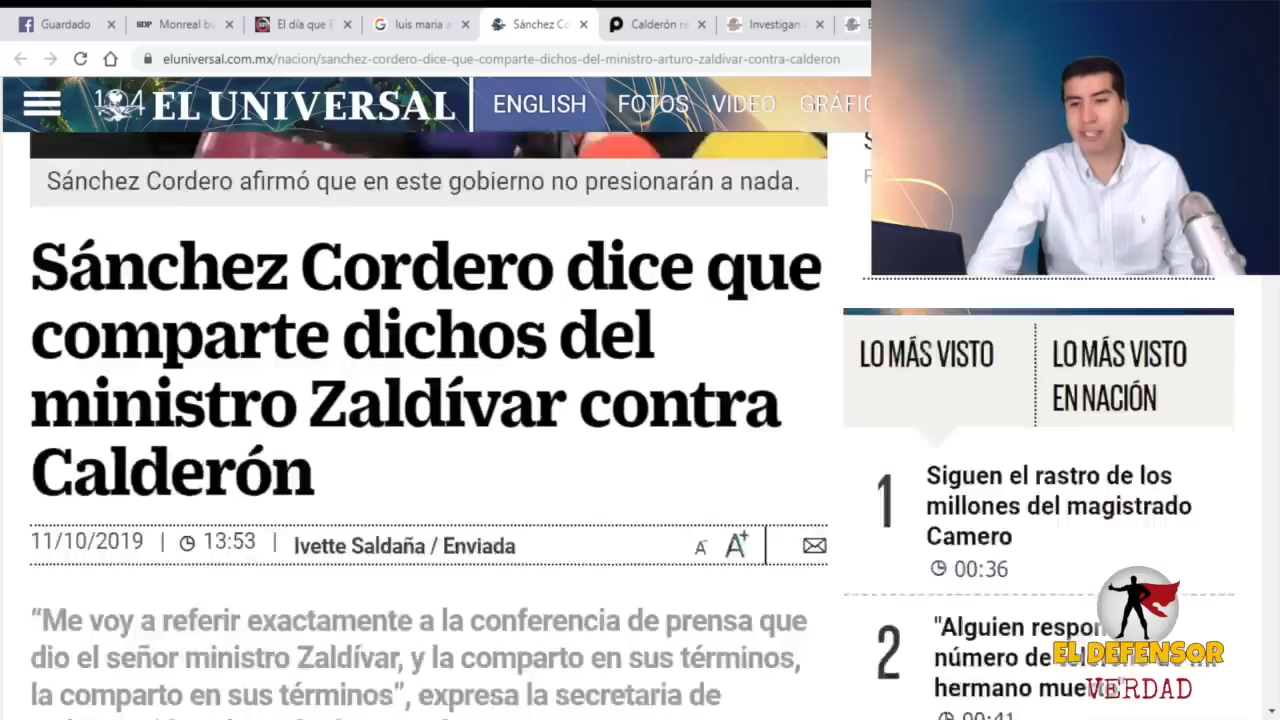 Guardado
SDP Monreal bu
El día que E
luis maria a
Sánchez Co
Calderón re
Investigan a
eluniversal.com.mx/nacion/sanchez-cordero-dice-que-comparte-dichos-del-ministro-arturo-zaldivar-contra-calderon
EL UNIVERSAL
ENGLISH
FOTOS
VIDEO
GRÁFIC
Sánchez Cordero afirmó que en este gobierno no presionarán a nada.
Sánchez Cordero dice que
comparte dichos del
ministro Zaldívar contra
Calderón
11/10/2019 | 13:53 | Ivette Saldaña / Enviada
A- A+
“Me voy a referir exactamente a la conferencia de prensa que
dio el señor ministro Zaldívar, y la comparto en sus términos,
la comparto en sus términos”, expresa la secretaria de
LO MÁS VISTO
LO MÁS VISTO
EN NACIÓN
1
Siguen el rastro de los
millones del magistrado
Camero
00:36
2
"Alguien respon
número de
hermano mue
00:41
EL DEFENSOR
VERDAD